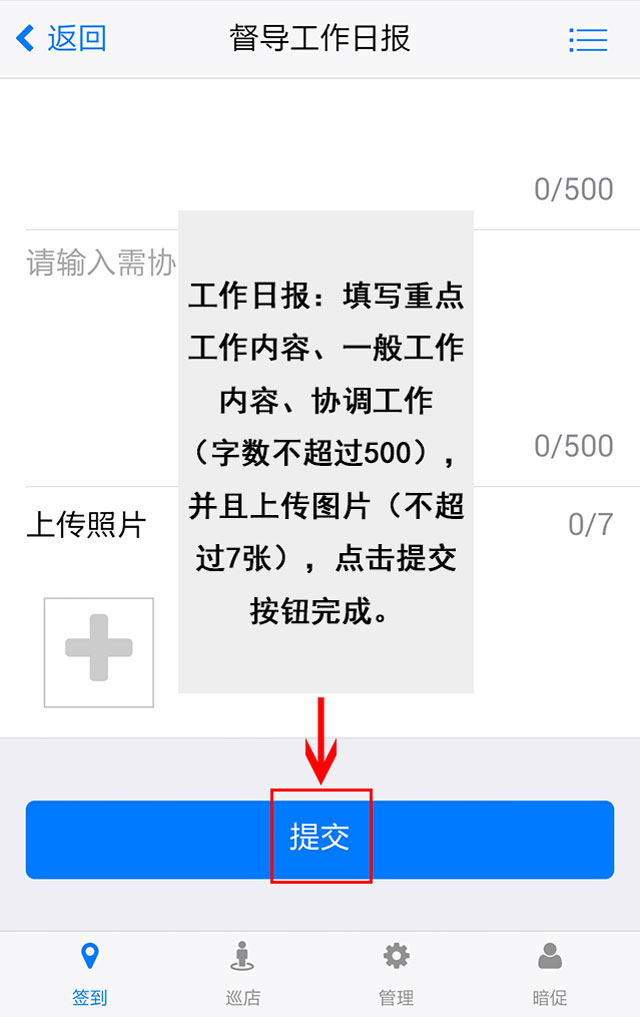 返回
督导工作日报
0/500
请输入需协
工作日报：填写重点
工作内容、一般工作
内容、协调工作
（字数不超过500），
并且上传图片（不超
过7张），点击提交
按钮完成。
0/500
上传照片
0/7
提交
签到
巡店
管理
暗促